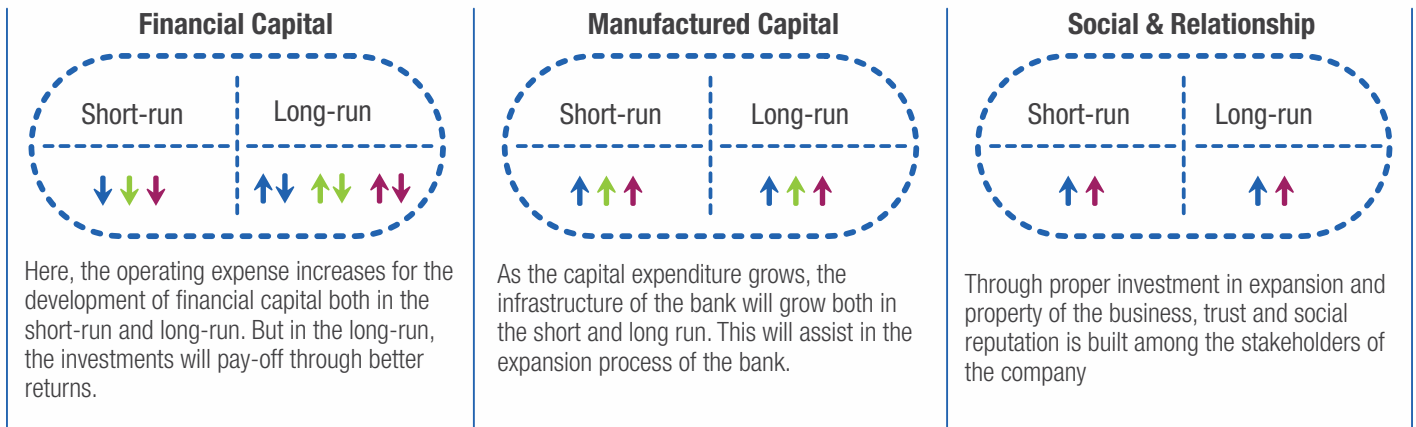 Financial Capital
Short-run
Long-run
Here, the operating expense increases for the
development of financial capital both in the
short-run and long-run. But in the long-run,
the investments will pay-off through better
returns.
Manufactured Capital
Short-run
Long-run
As the capital expenditure grows, the
infrastructure of the bank will grow both in
the short and long run. This will assist in the
expansion process of the bank.
Social & Relationship
Short-run
Long-run
Through proper investment in expansion and
property of the business, trust and social
reputation is built among the stakeholders of
the company